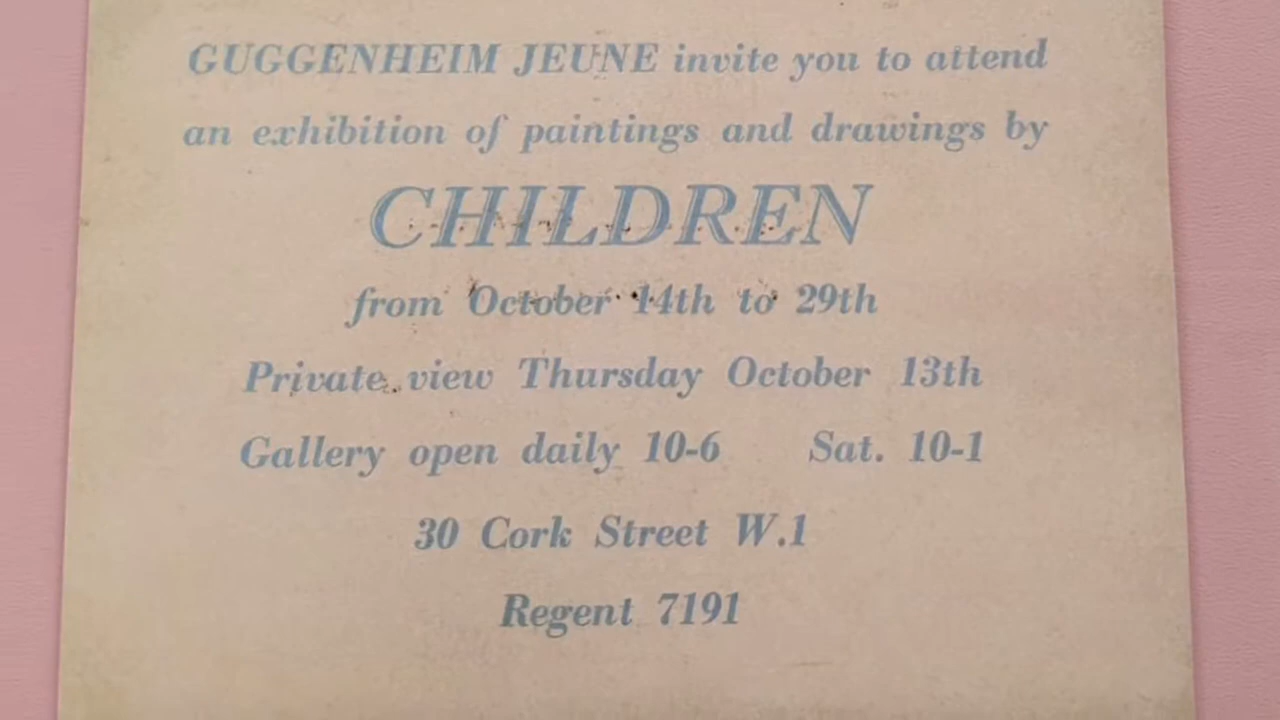 GUGGENHEIM JEUNE invite you to attend
an exhibition of paintings and drawings by
CHILDREN
from October 14th to 29th
Private view Thursday October 13th
Gallery open daily 10-6 Sat. 10-1
30 Cork Street W.1
Regent 7191